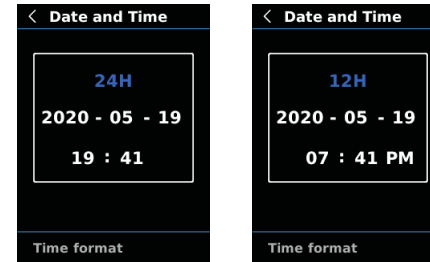 < Date and Time
24H
2020 - 05 - 19
19 : 41
Time format
< Date and Time
12H
2020 - 05 - 19
07 : 41 PM
Time format